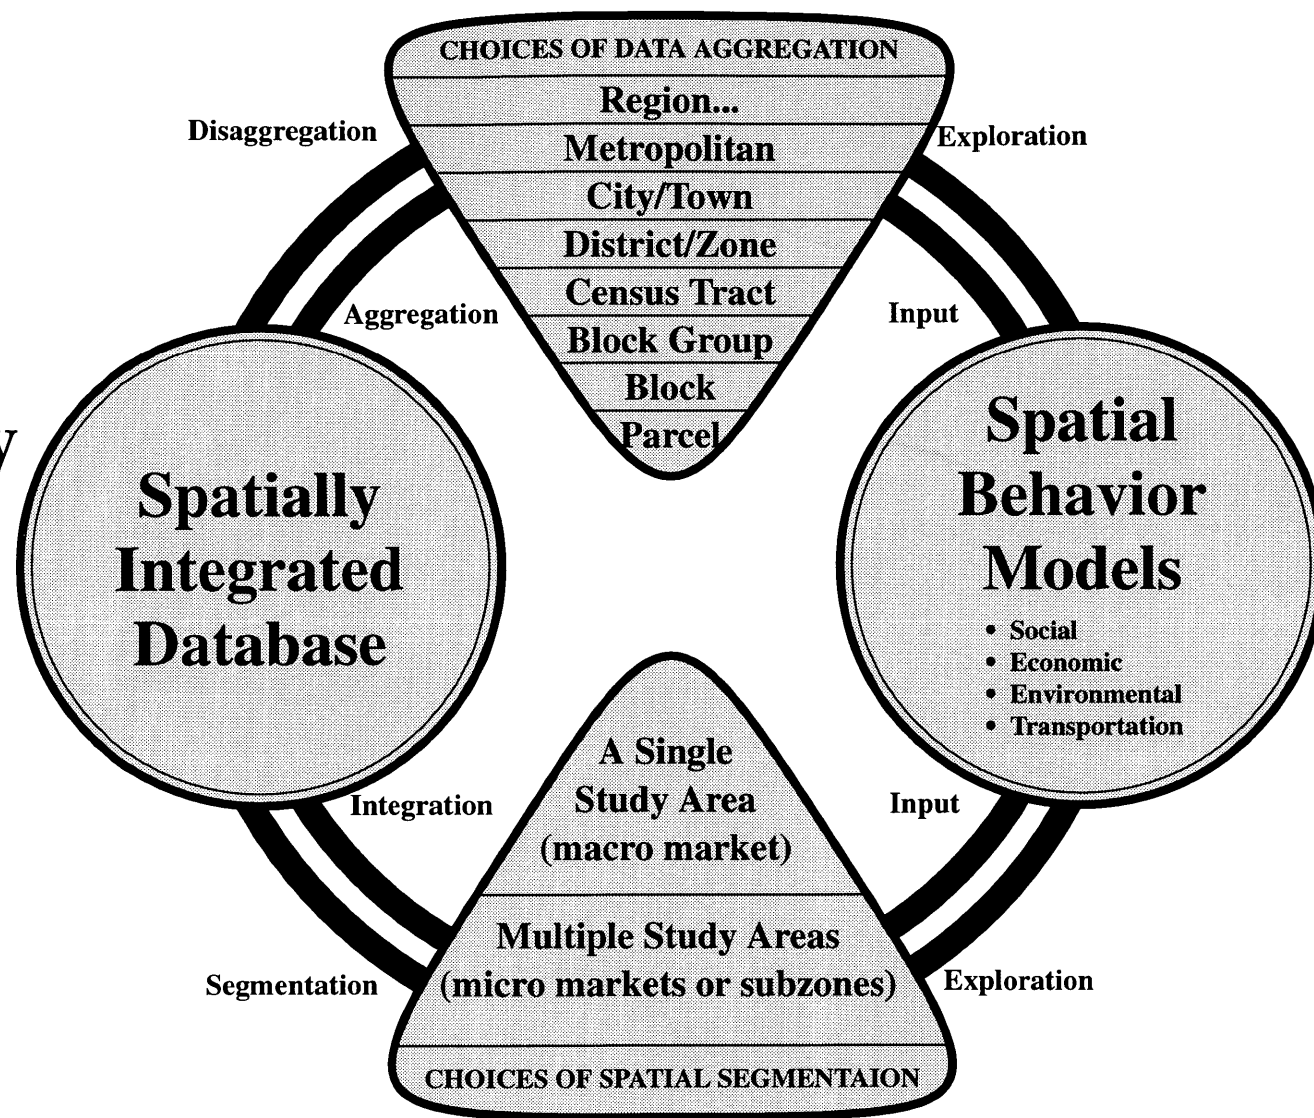 CHOICES OF DATA AGGREGATION
Region...
Disaggregation
Exploration
Metropolitan
City/Town
District/Zone
Census Tract
Aggregation
Input
Block Group
Block
Parcel
y
Spatially
Integrated
Database
Spatial
Behavior
Models
• Social
• Economic
• Environmental
• Transportation
A Single
Study Area
(macro market)
Integration
Input
Multiple Study Areas
(micro markets or subzones)
Segmentation
Exploration
CHOICES OF SPATIAL SEGMENTAION